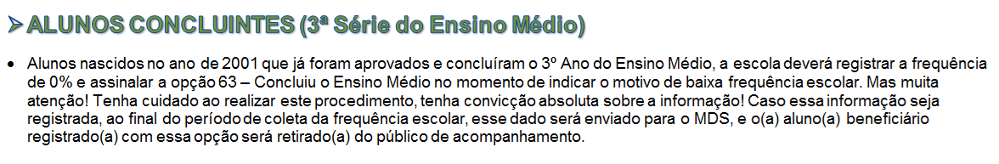 ➢ ALUNOS CONCLUINTES (3ª Série do Ensino Médio)
• Alunos nascidos no ano de 2001 que já foram aprovados e concluíram o 3º Ano do Ensino Médio, a escola deverá registrar a frequência
de 0% e assinalar a opção 63 – Concluiu o Ensino Médio no momento de indicar o motivo de baixa frequência escolar. Mas muita
atenção! Tenha cuidado ao realizar este procedimento, tenha convicção absoluta sobre a informação! Caso essa informação seja
registrada, ao final do período de coleta da frequência escolar, esse dado será enviado para o MDS, e o(a) aluno(a) beneficiário
registrado(a) com essa opção será retirado(a) do público de acompanhamento.